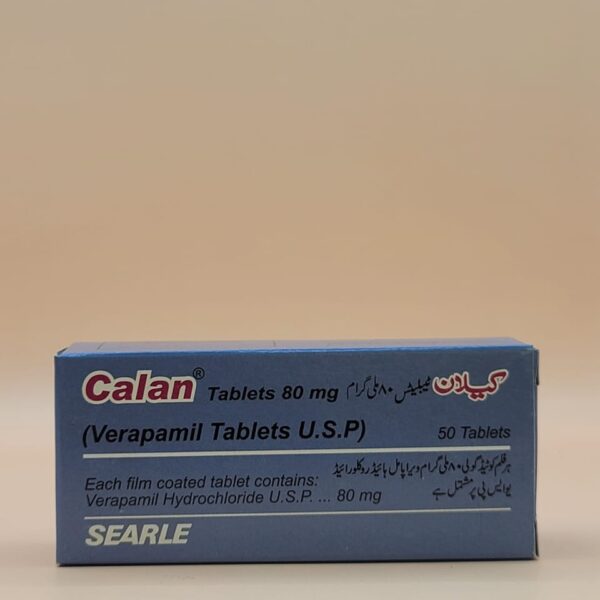 Calan® Tablets 80 mg ٹیبلیٹس ۸۰ ملی گرام کیلان
(Verapamil Tablets U.S.P) 50 Tablets
ہر فلم کوٹیڈ گولی ۸۰ ملی گرام ویراپامل ہائیڈروکلورائیڈ
یو ایس پی پر مشتمل ہے
Each film coated tablet contains:
Verapamil Hydrochloride U.S.P. ... 80 mg
SEARLE